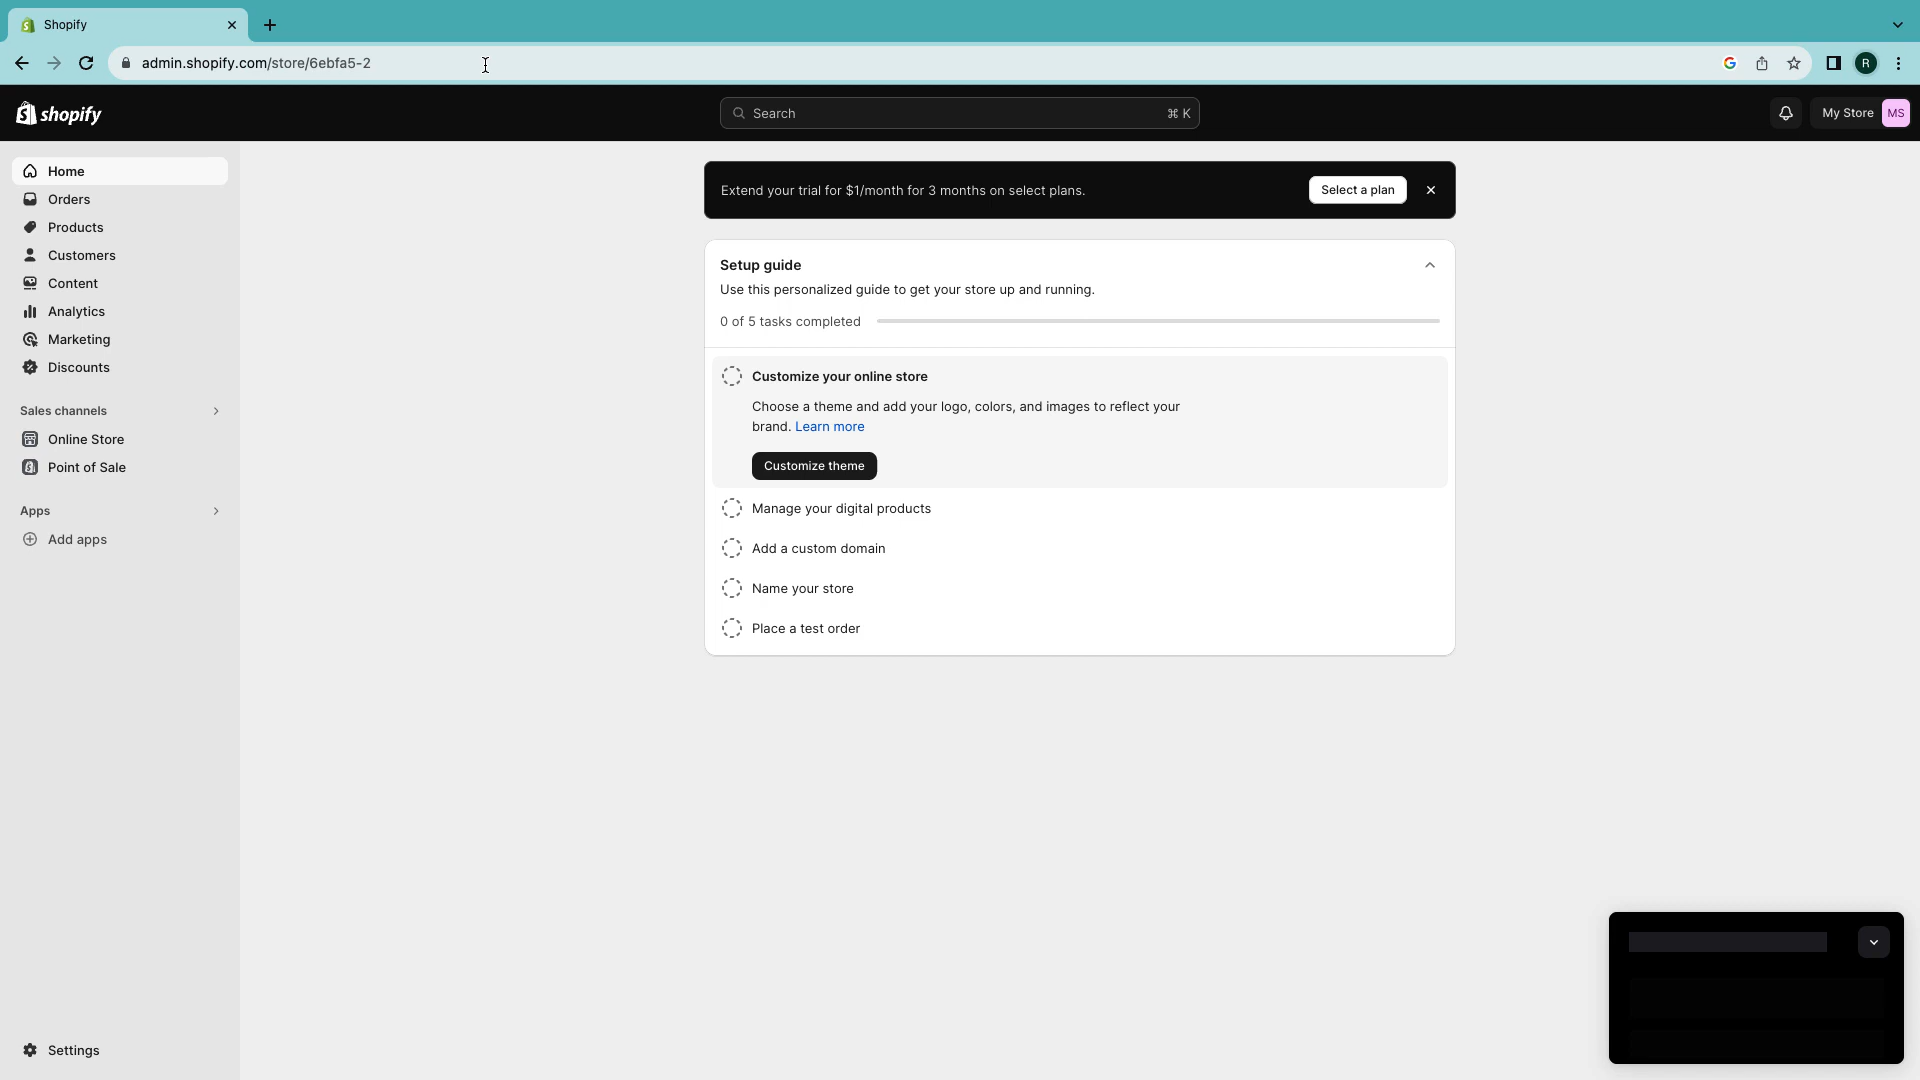 Shopify
admin.shopify.com/store/6ebfa5-2
R
shopify
Search
⌘ K
My Store
MS
Home
Orders
Products
Customers
Content
Analytics
Marketing
Discounts
Sales channels
Online Store
Point of Sale
Apps
Add apps
Settings
Extend your trial for $1/month for 3 months on select plans.
Select a plan
Setup guide
Use this personalized guide to get your store up and running.
0 of 5 tasks completed
Customize your online store
Choose a theme and add your logo, colors, and images to reflect your
brand. Learn more
Customize theme
Manage your digital products
Add a custom domain
Name your store
Place a test order